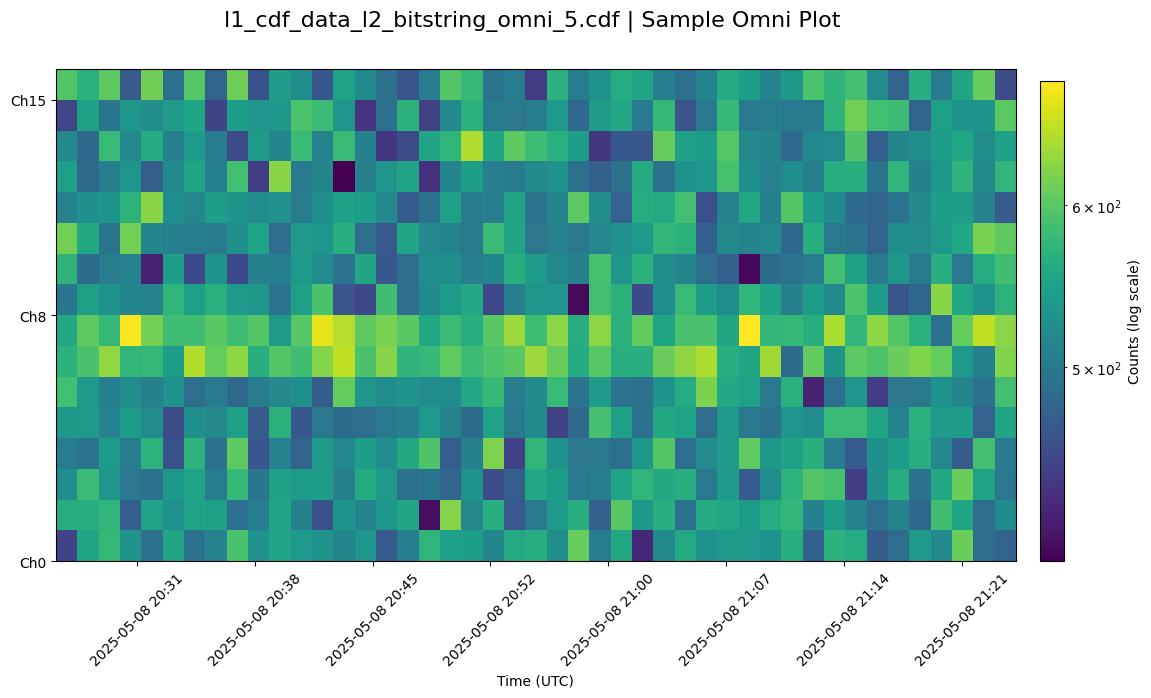 l1_cdf_data_l2_bitstring_omni_5.cdf | Sample Omni Plot
Ch15
Ch8
Ch0
6 × 10²
5 × 10²
Counts (log scale)
2025-05-08 20:31
2025-05-08 20:38
2025-05-08 20:45
2025-05-08 20:52
2025-05-08 21:00
2025-05-08 21:07
2025-05-08 21:14
2025-05-08 21:21
Time (UTC)